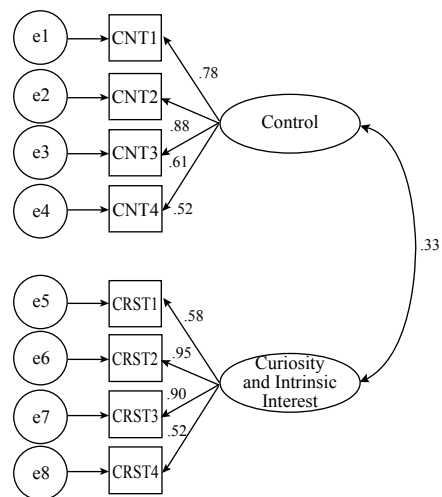 e1
CNT1
.78
e2
CNT2
.88
Control
e3
CNT3
.61
e4
CNT4
.52
.33
e5
CRST1
.58
e6
CRST2
.95
Curiosity
and Intrinsic
Interest
e7
CRST3
.90
.52
e8
CRST4